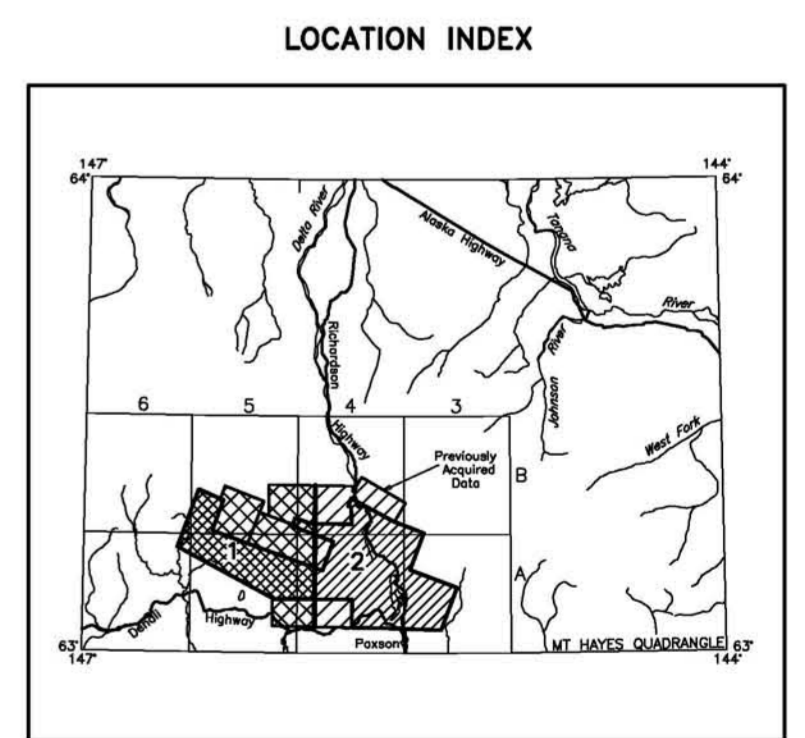 LOCATION INDEX
147° 144°
64° 64°
Delta River
Alaska Highway
Tanana
River
Richardson
River
Johnson
6 5 4 3
Highway
West Fork
Previously
Acquired
Data
B
1
2
A
Denali
Highway
Paxson
MT HAYES QUADRANGLE
63° 63°
147° 144°